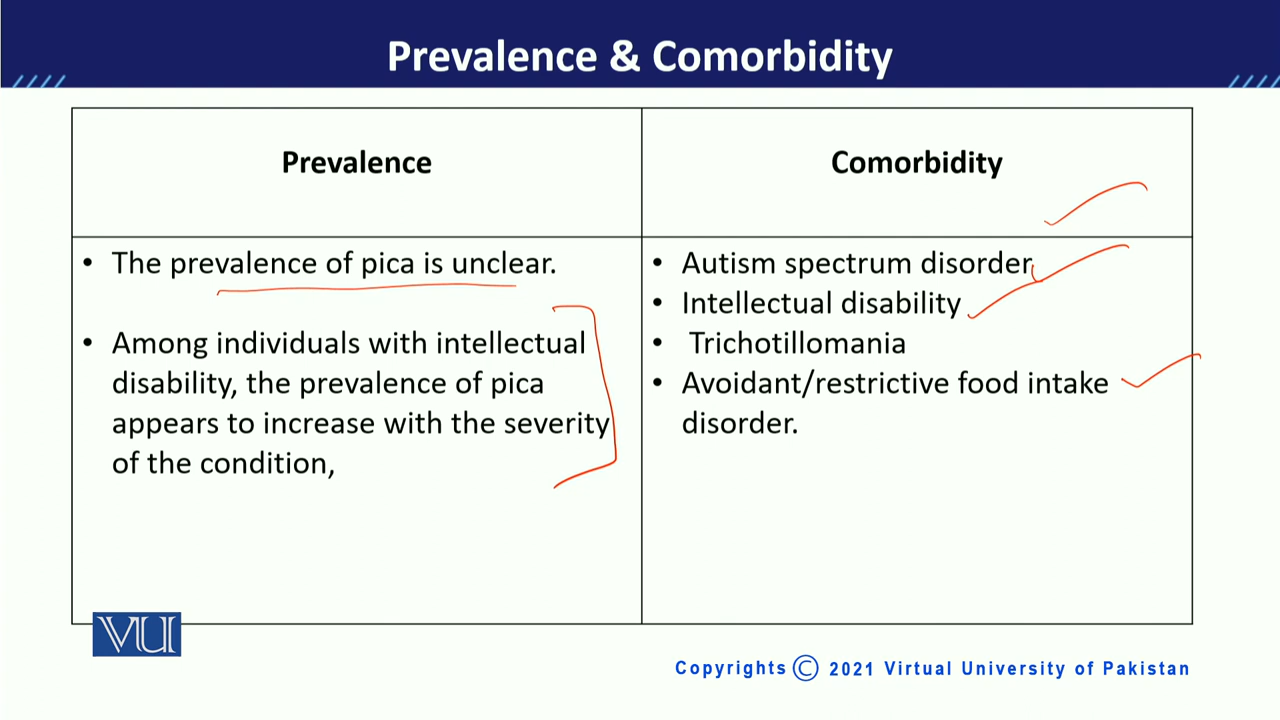 Prevalence & Comorbidity
Prevalence
Comorbidity
• The prevalence of pica is unclear.
• Among individuals with intellectual
disability, the prevalence of pica
appears to increase with the severity
of the condition,
• Autism spectrum disorder
• Intellectual disability
• Trichotillomania
• Avoidant/restrictive food intake
disorder.
VU
Copyrights © 2021 Virtual University of Pakistan